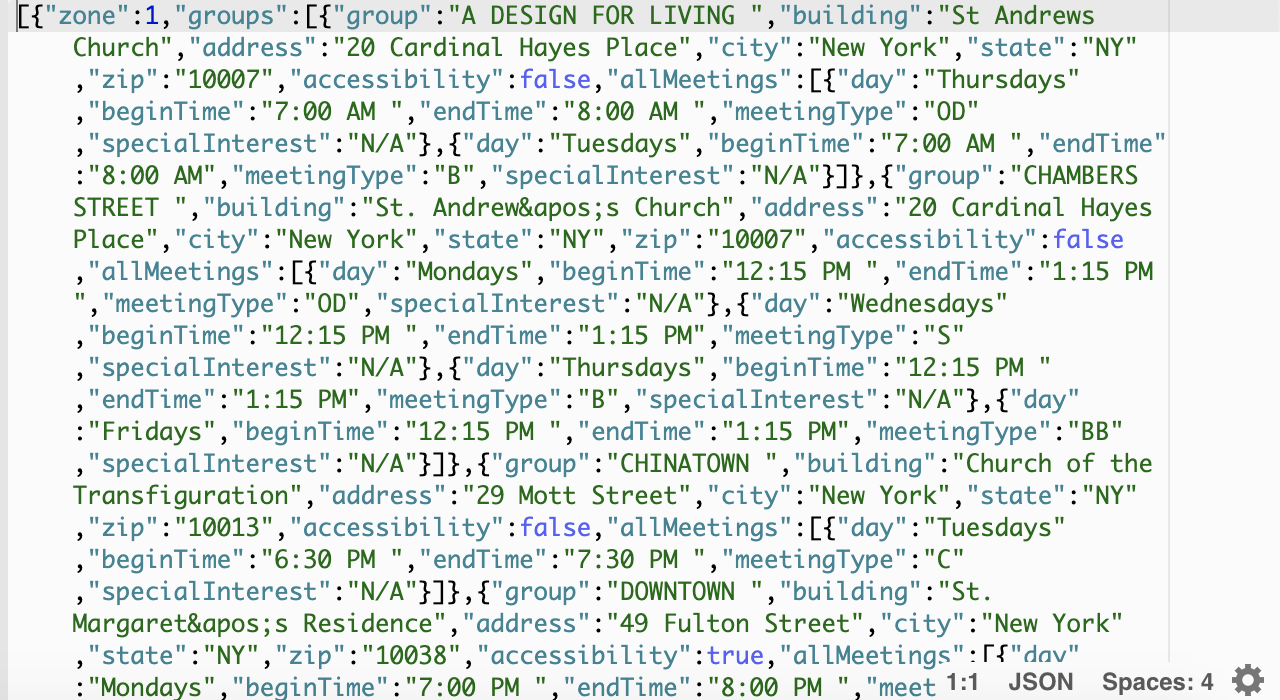 [{"zone":1,"groups":[{"group":"A DESIGN FOR LIVING ","building":"St Andrews
Church","address":"20 Cardinal Hayes Place","city":"New York","state":"NY"
,"zip":"10007","accessibility":false,"allMeetings":[{"day":"Thursdays"
,"beginTime":"7:00 AM ","endTime":"8:00 AM ","meetingType":"OD"
,"specialInterest":"N/A"},{"day":"Tuesdays","beginTime":"7:00 AM ","endTime"
:"8:00 AM","meetingType":"B","specialInterest":"N/A"}]},{"group":"CHAMBERS
STREET ","building":"St. Andrew&apos;s Church","address":"20 Cardinal Hayes
Place","city":"New York","state":"NY","zip":"10007","accessibility":false
,"allMeetings":[{"day":"Mondays","beginTime":"12:15 PM ","endTime":"1:15 PM
","meetingType":"OD","specialInterest":"N/A"},{"day":"Wednesdays"
,"beginTime":"12:15 PM ","endTime":"1:15 PM","meetingType":"S"
,"specialInterest":"N/A"},{"day":"Thursdays","beginTime":"12:15 PM "
,"endTime":"1:15 PM","meetingType":"B","specialInterest":"N/A"},{"day"
:"Fridays","beginTime":"12:15 PM ","endTime":"1:15 PM","meetingType":"BB"
,"specialInterest":"N/A"}]},{"group":"CHINATOWN ","building":"Church of the
Transfiguration","address":"29 Mott Street","city":"New York","state":"NY"
,"zip":"10013","accessibility":false,"allMeetings":[{"day":"Tuesdays"
,"beginTime":"6:30 PM ","endTime":"7:30 PM ","meetingType":"C"
,"specialInterest":"N/A"}]},{"group":"DOWNTOWN ","building":"St.
Margaret&apos;s Residence","address":"49 Fulton Street","city":"New York"
,"state":"NY","zip":"10038","accessibility":true,"allMeetings":[{"day"
:"Mondays","beginTime":"7:00 PM ","endTime":"8:00 PM ","meet
1:1 JSON Spaces: 4